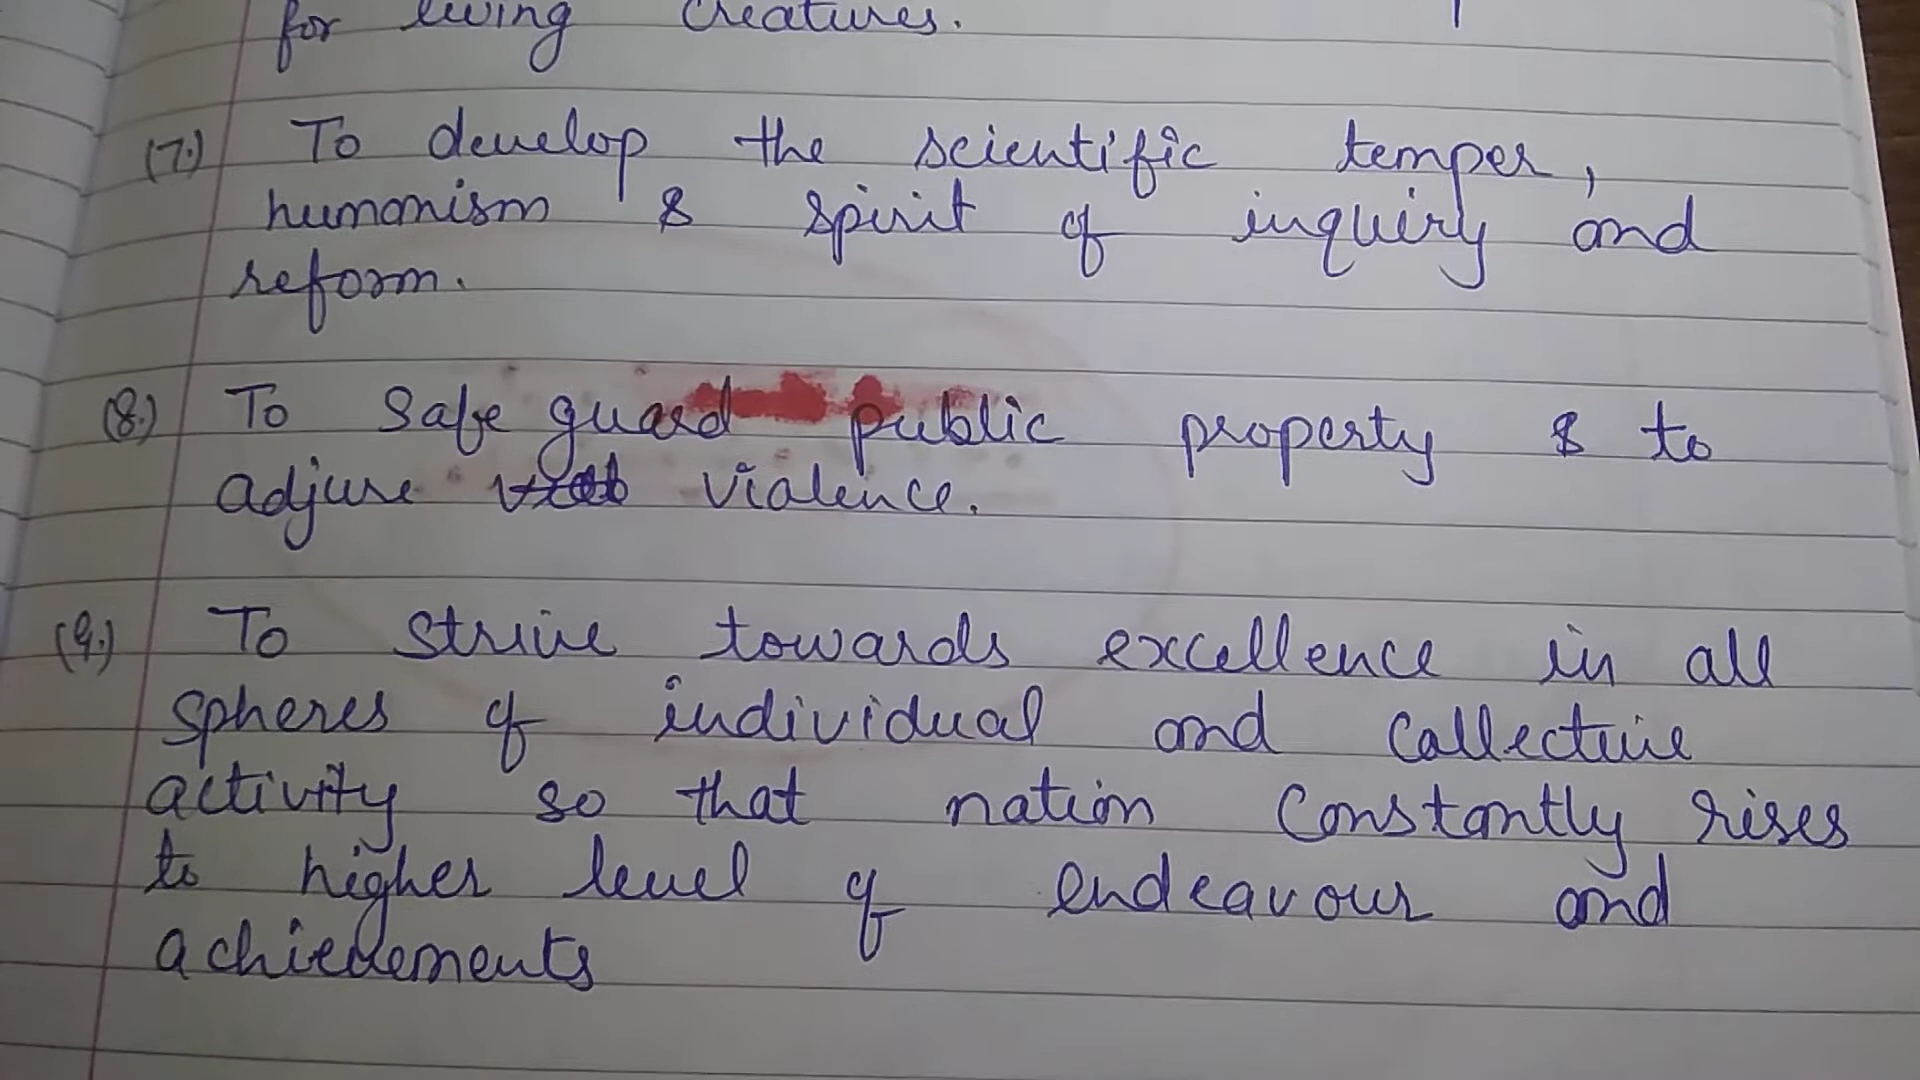 for living creatures.
(7.) To develop the scientific temper,
humanism & spirit of inquiry and
reform.
(8.) To Safe guard public property & to
adjure violence.
(9.) To strive towards excellence in all
spheres of individual and collective
activity so that nation constantly rises
to higher level of endeavour and
achievements